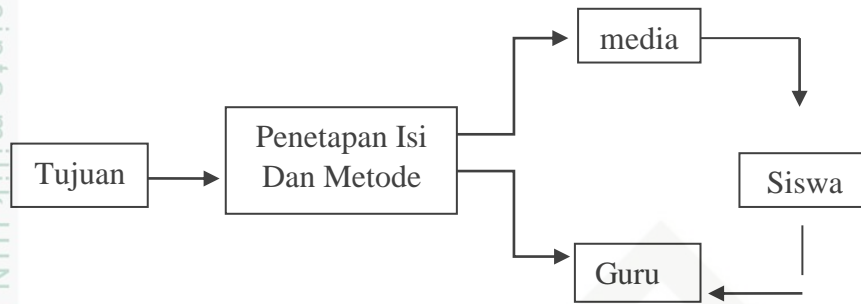 media
Penetapan Isi
Dan Metode
Tujuan
Siswa
Guru